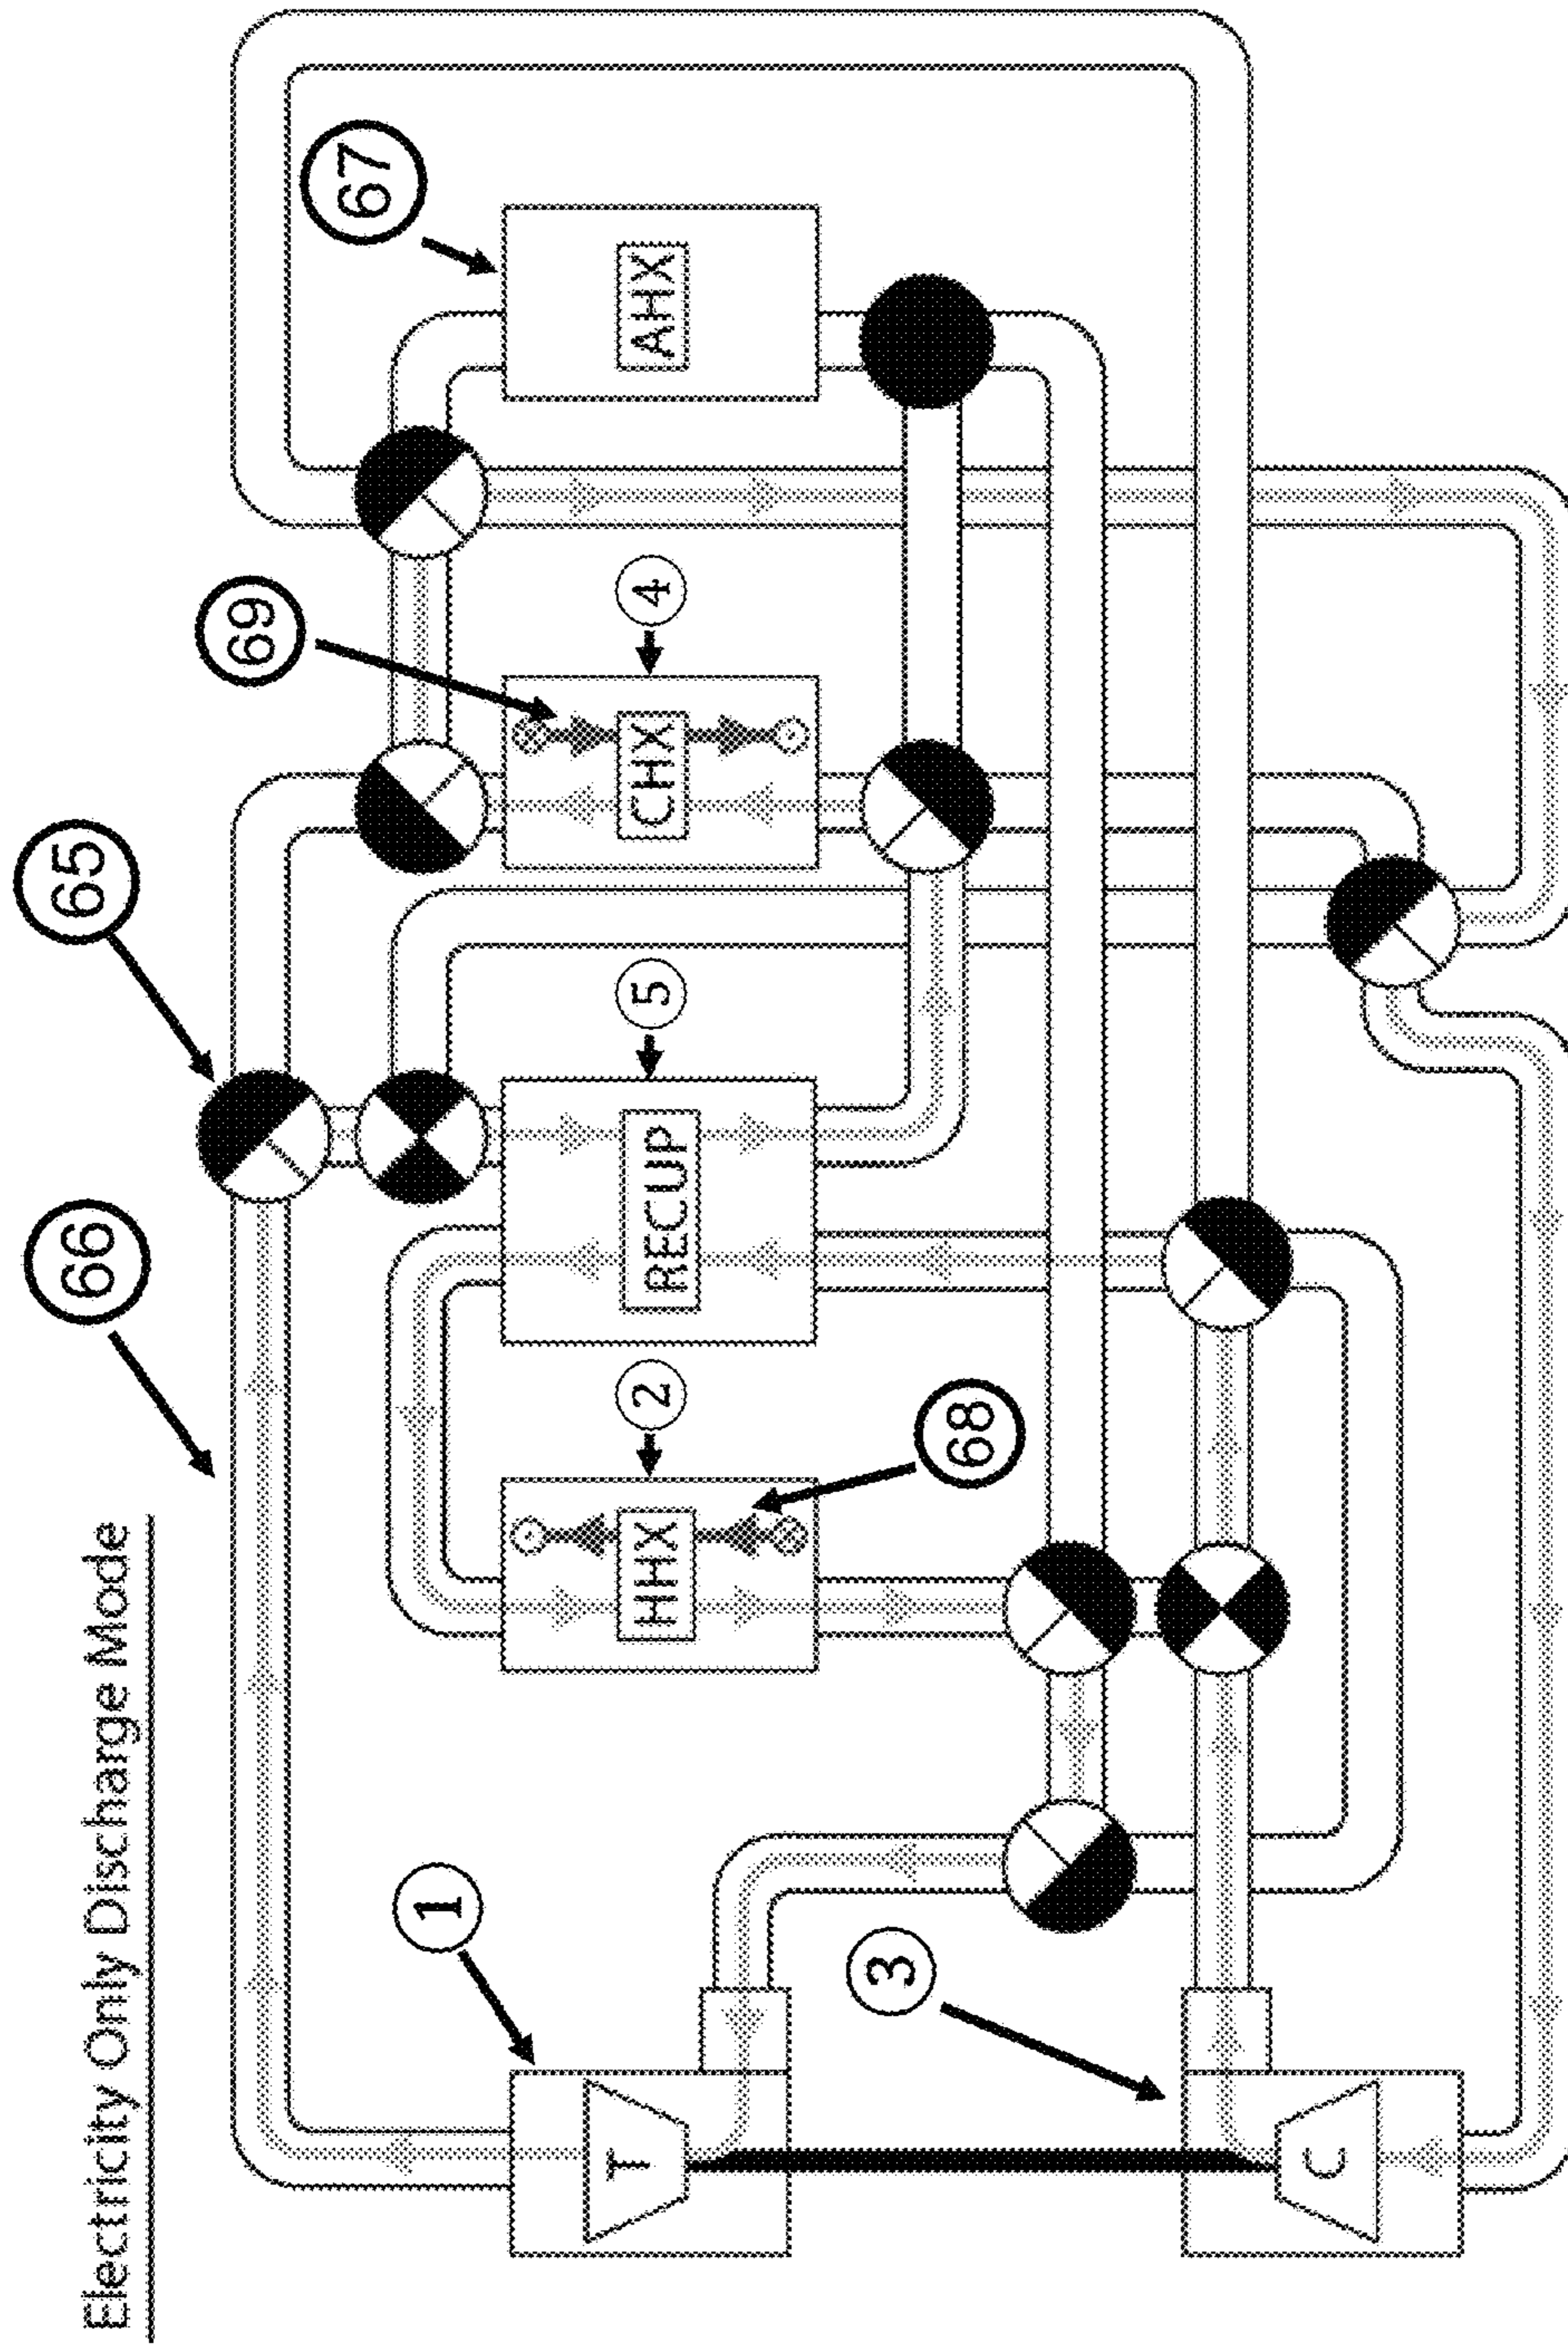 Electricity Only Discharge Mode
66
65
69
67
1
2
5
4
T
HHX
RECUP
CHX
AHX
3
68
C